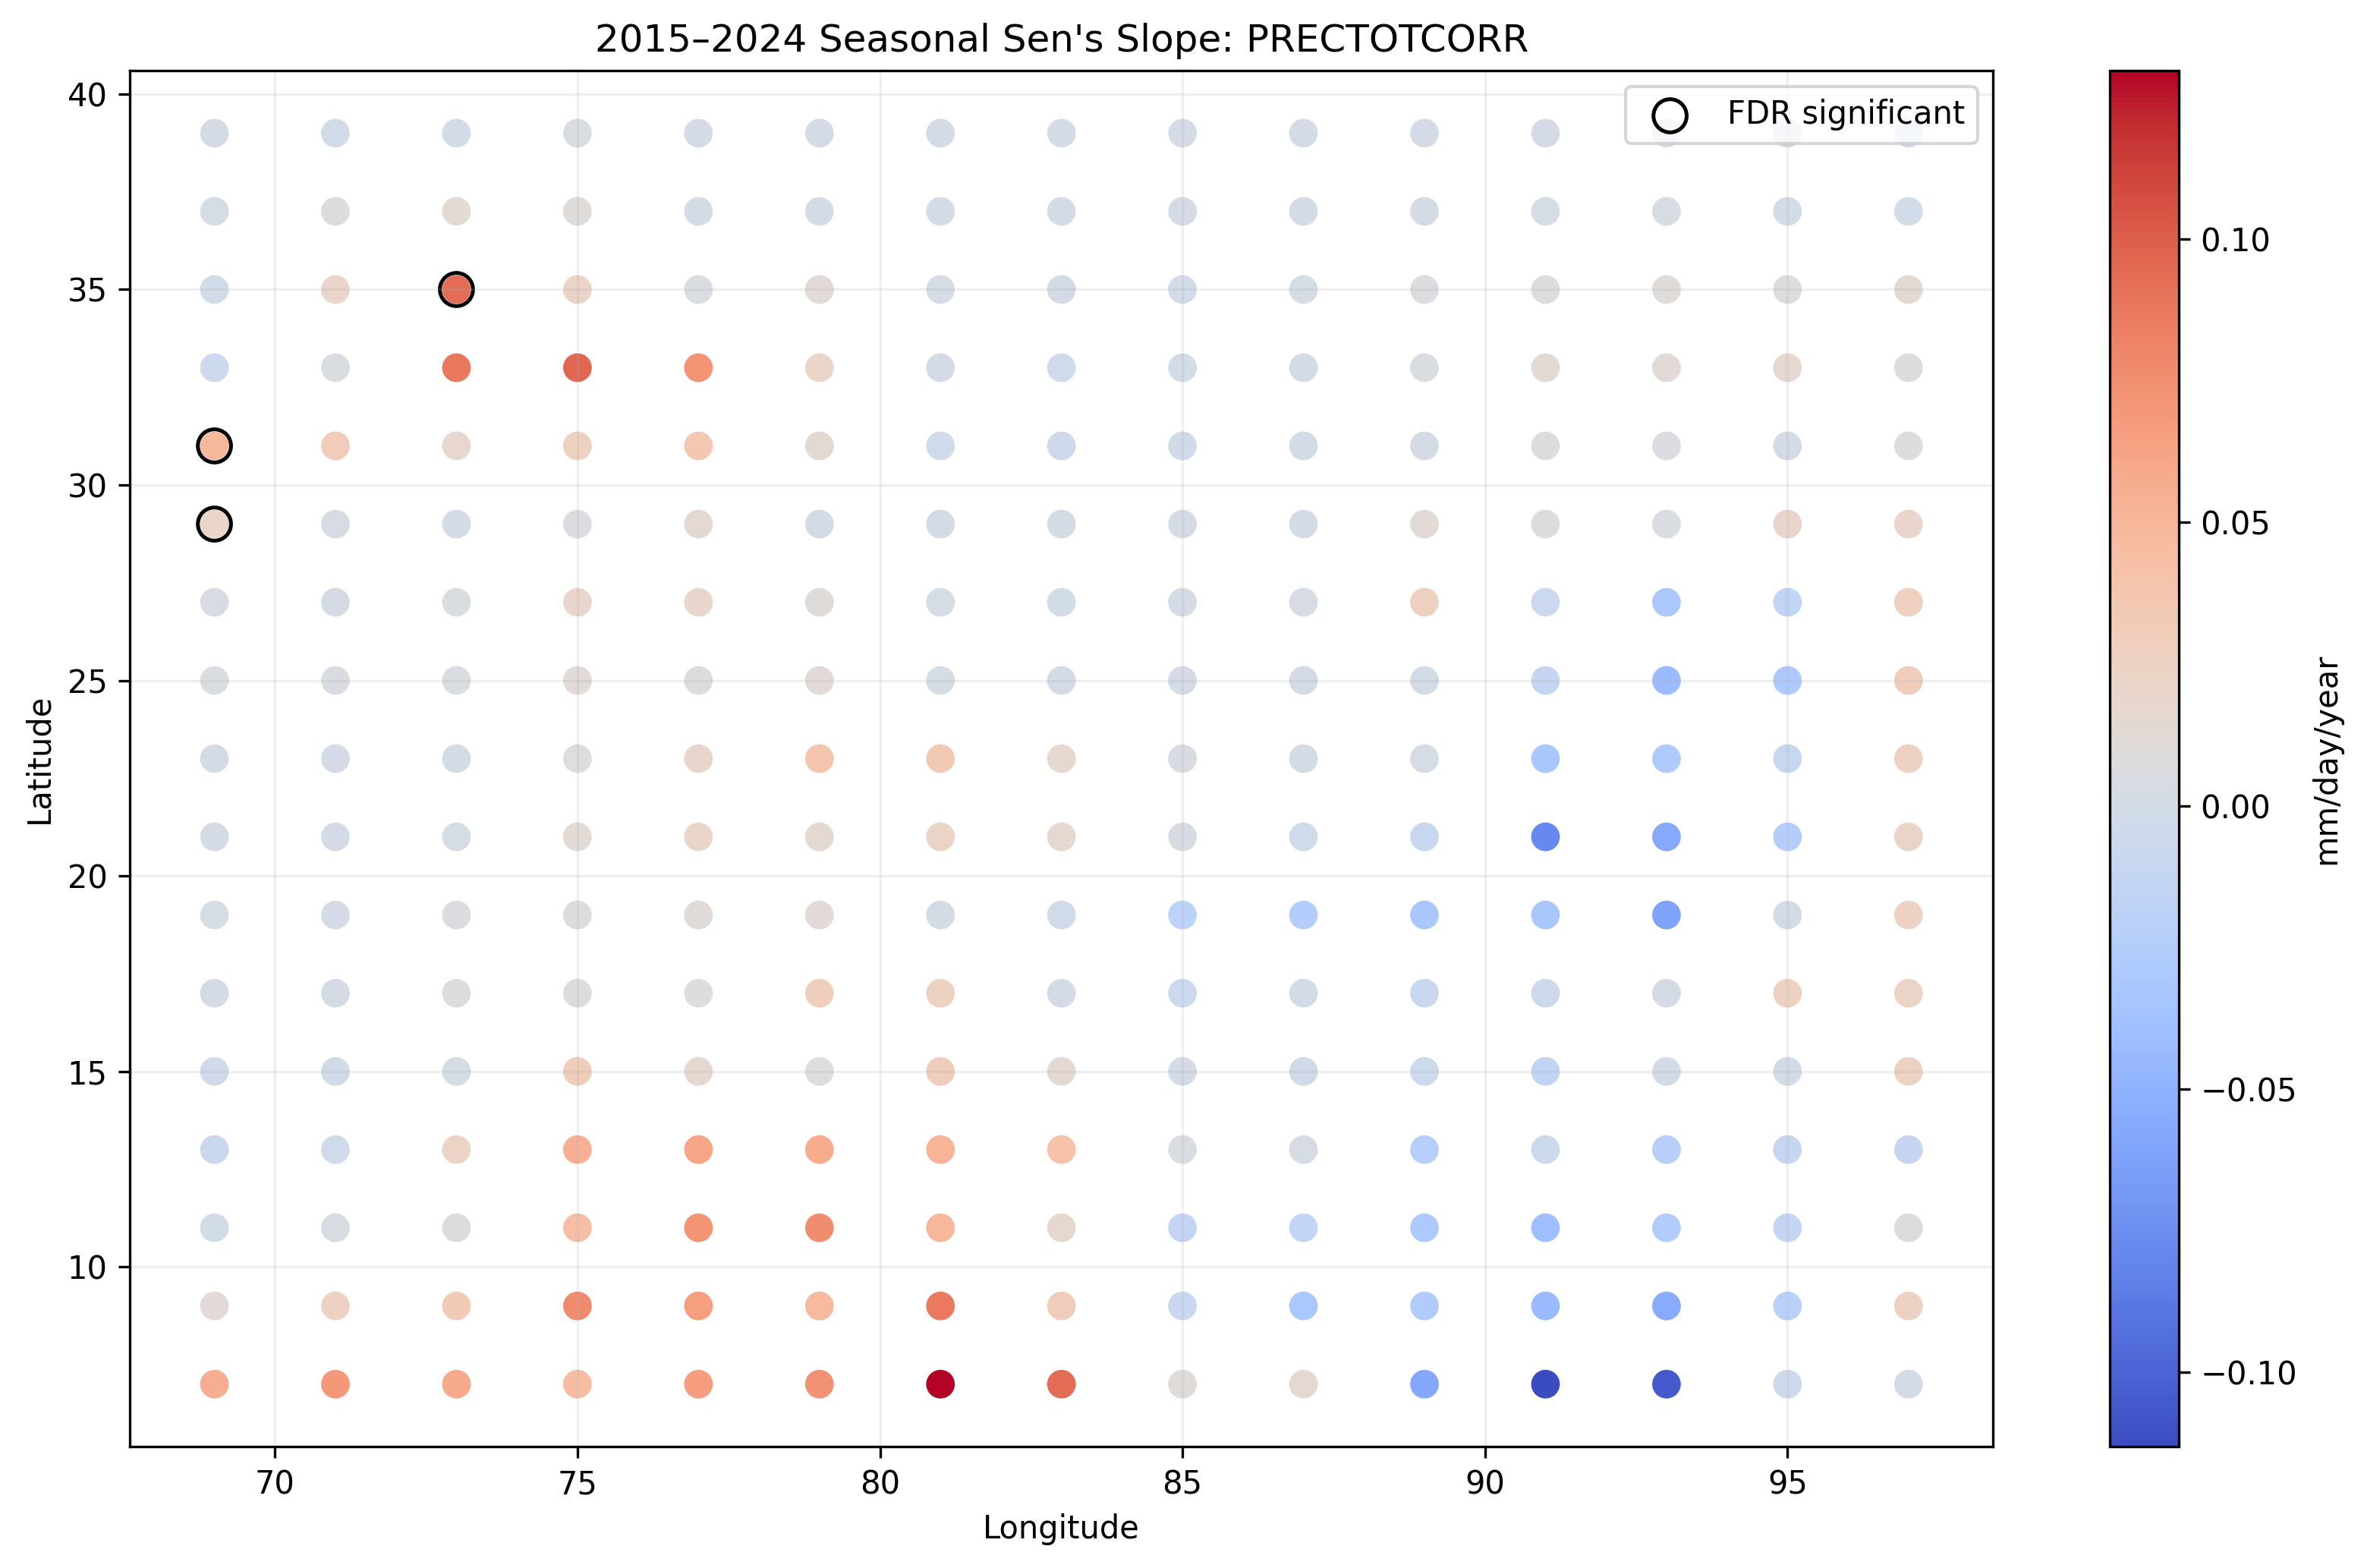 2015–2024 Seasonal Sen's Slope: PRECTOTCORR
FDR significant
Latitude
40
35
30
25
20
15
10
70 75 80 85 90 95
Longitude
0.10
0.05
0.00
−0.05
−0.10
mm/day/year